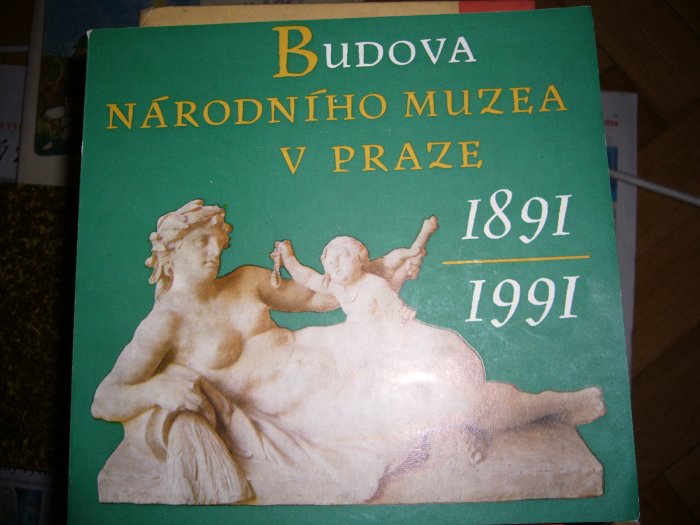 BUDOVA
NÁRODNÍHO MUZEA
V PRAZE
1891
1991